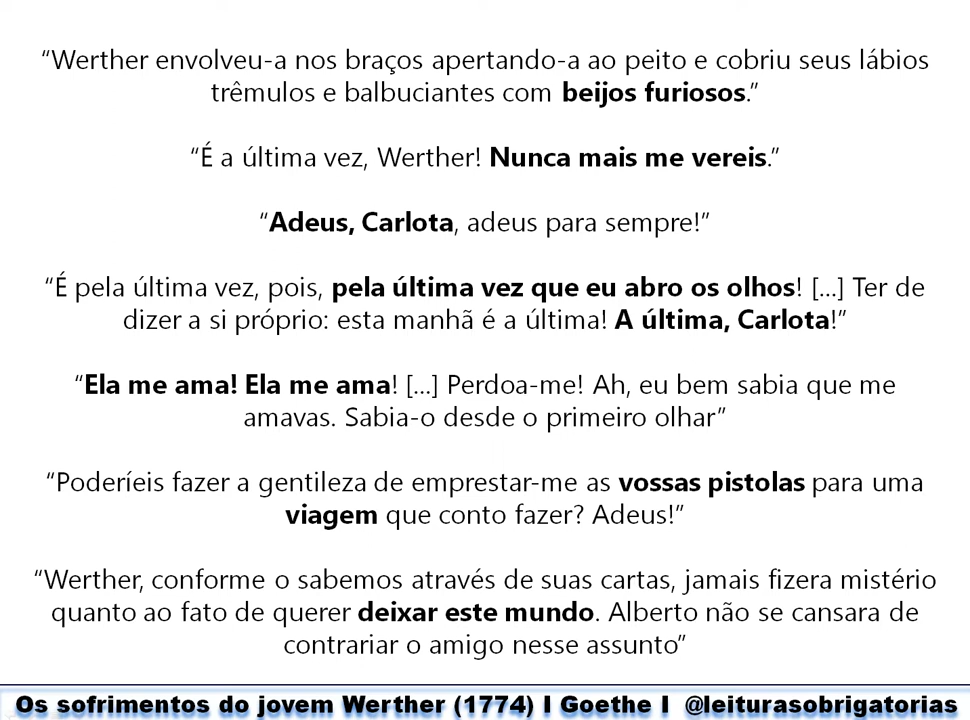 “Werther envolveu-a nos braços apertando-a ao peito e cobriu seus lábios
trêmulos e balbuciantes com beijos furiosos.”
“É a última vez, Werther! Nunca mais me vereis.”
“Adeus, Carlota, adeus para sempre!”
“É pela última vez, pois, pela última vez que eu abro os olhos! [...] Ter de
dizer a si próprio: esta manhã é a última! A última, Carlota!”
“Ela me ama! Ela me ama! [...] Perdoa-me! Ah, eu bem sabia que me
amavas. Sabia-o desde o primeiro olhar”
“Poderíeis fazer a gentileza de emprestar-me as vossas pistolas para uma
viagem que conto fazer? Adeus!”
“Werther, conforme o sabemos através de suas cartas, jamais fizera mistério
quanto ao fato de querer deixar este mundo. Alberto não se cansara de
contrariar o amigo nesse assunto”
Os sofrimentos do jovem Werther (1774) I Goethe I @leiturasobrigatorias